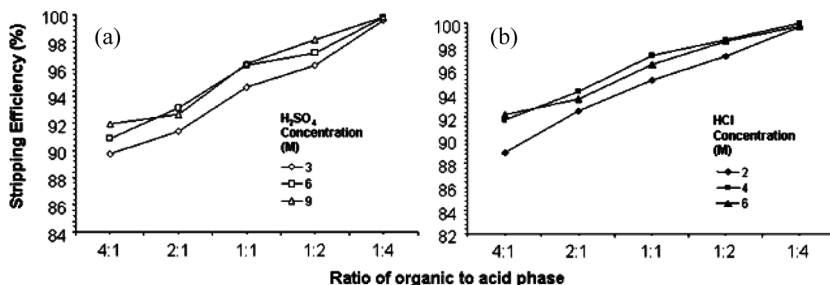 (a)
(b)
Stripping Efficiency (%)
100
98
96
94
92
90
88
86
84
H₂SO₄
Concentration
(M)
3
6
9
4:1 2:1 1:1 1:2 1:4
100
98
96
94
92
90
88
86
84
82
HCl
Concentration
(M)
2
4
6
4:1 2:1 1:1 1:2 1:4
Ratio of organic to acid phase